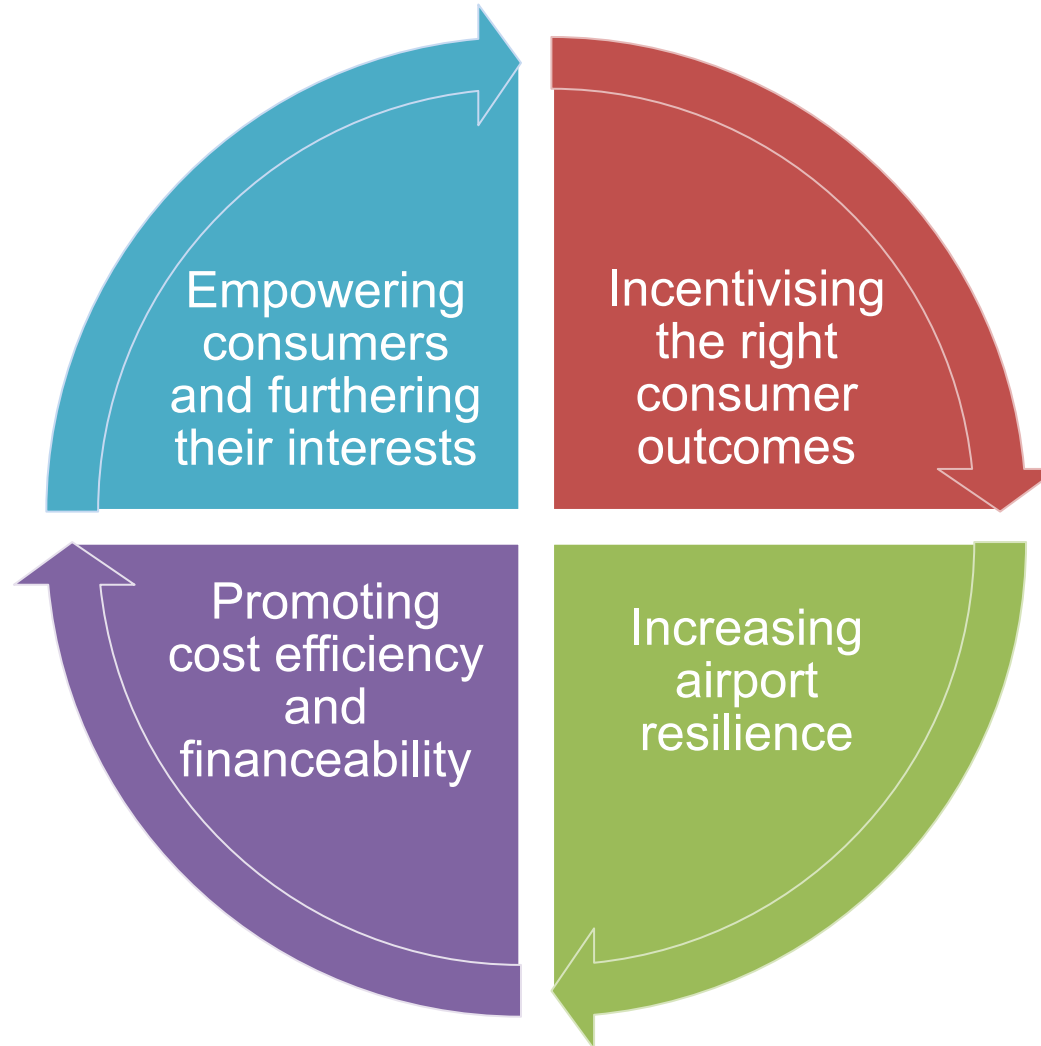 Empowering
consumers
and furthering
their interests
Incentivising
the right
consumer
outcomes
Promoting
cost efficiency
and
financeability
Increasing
airport
resilience